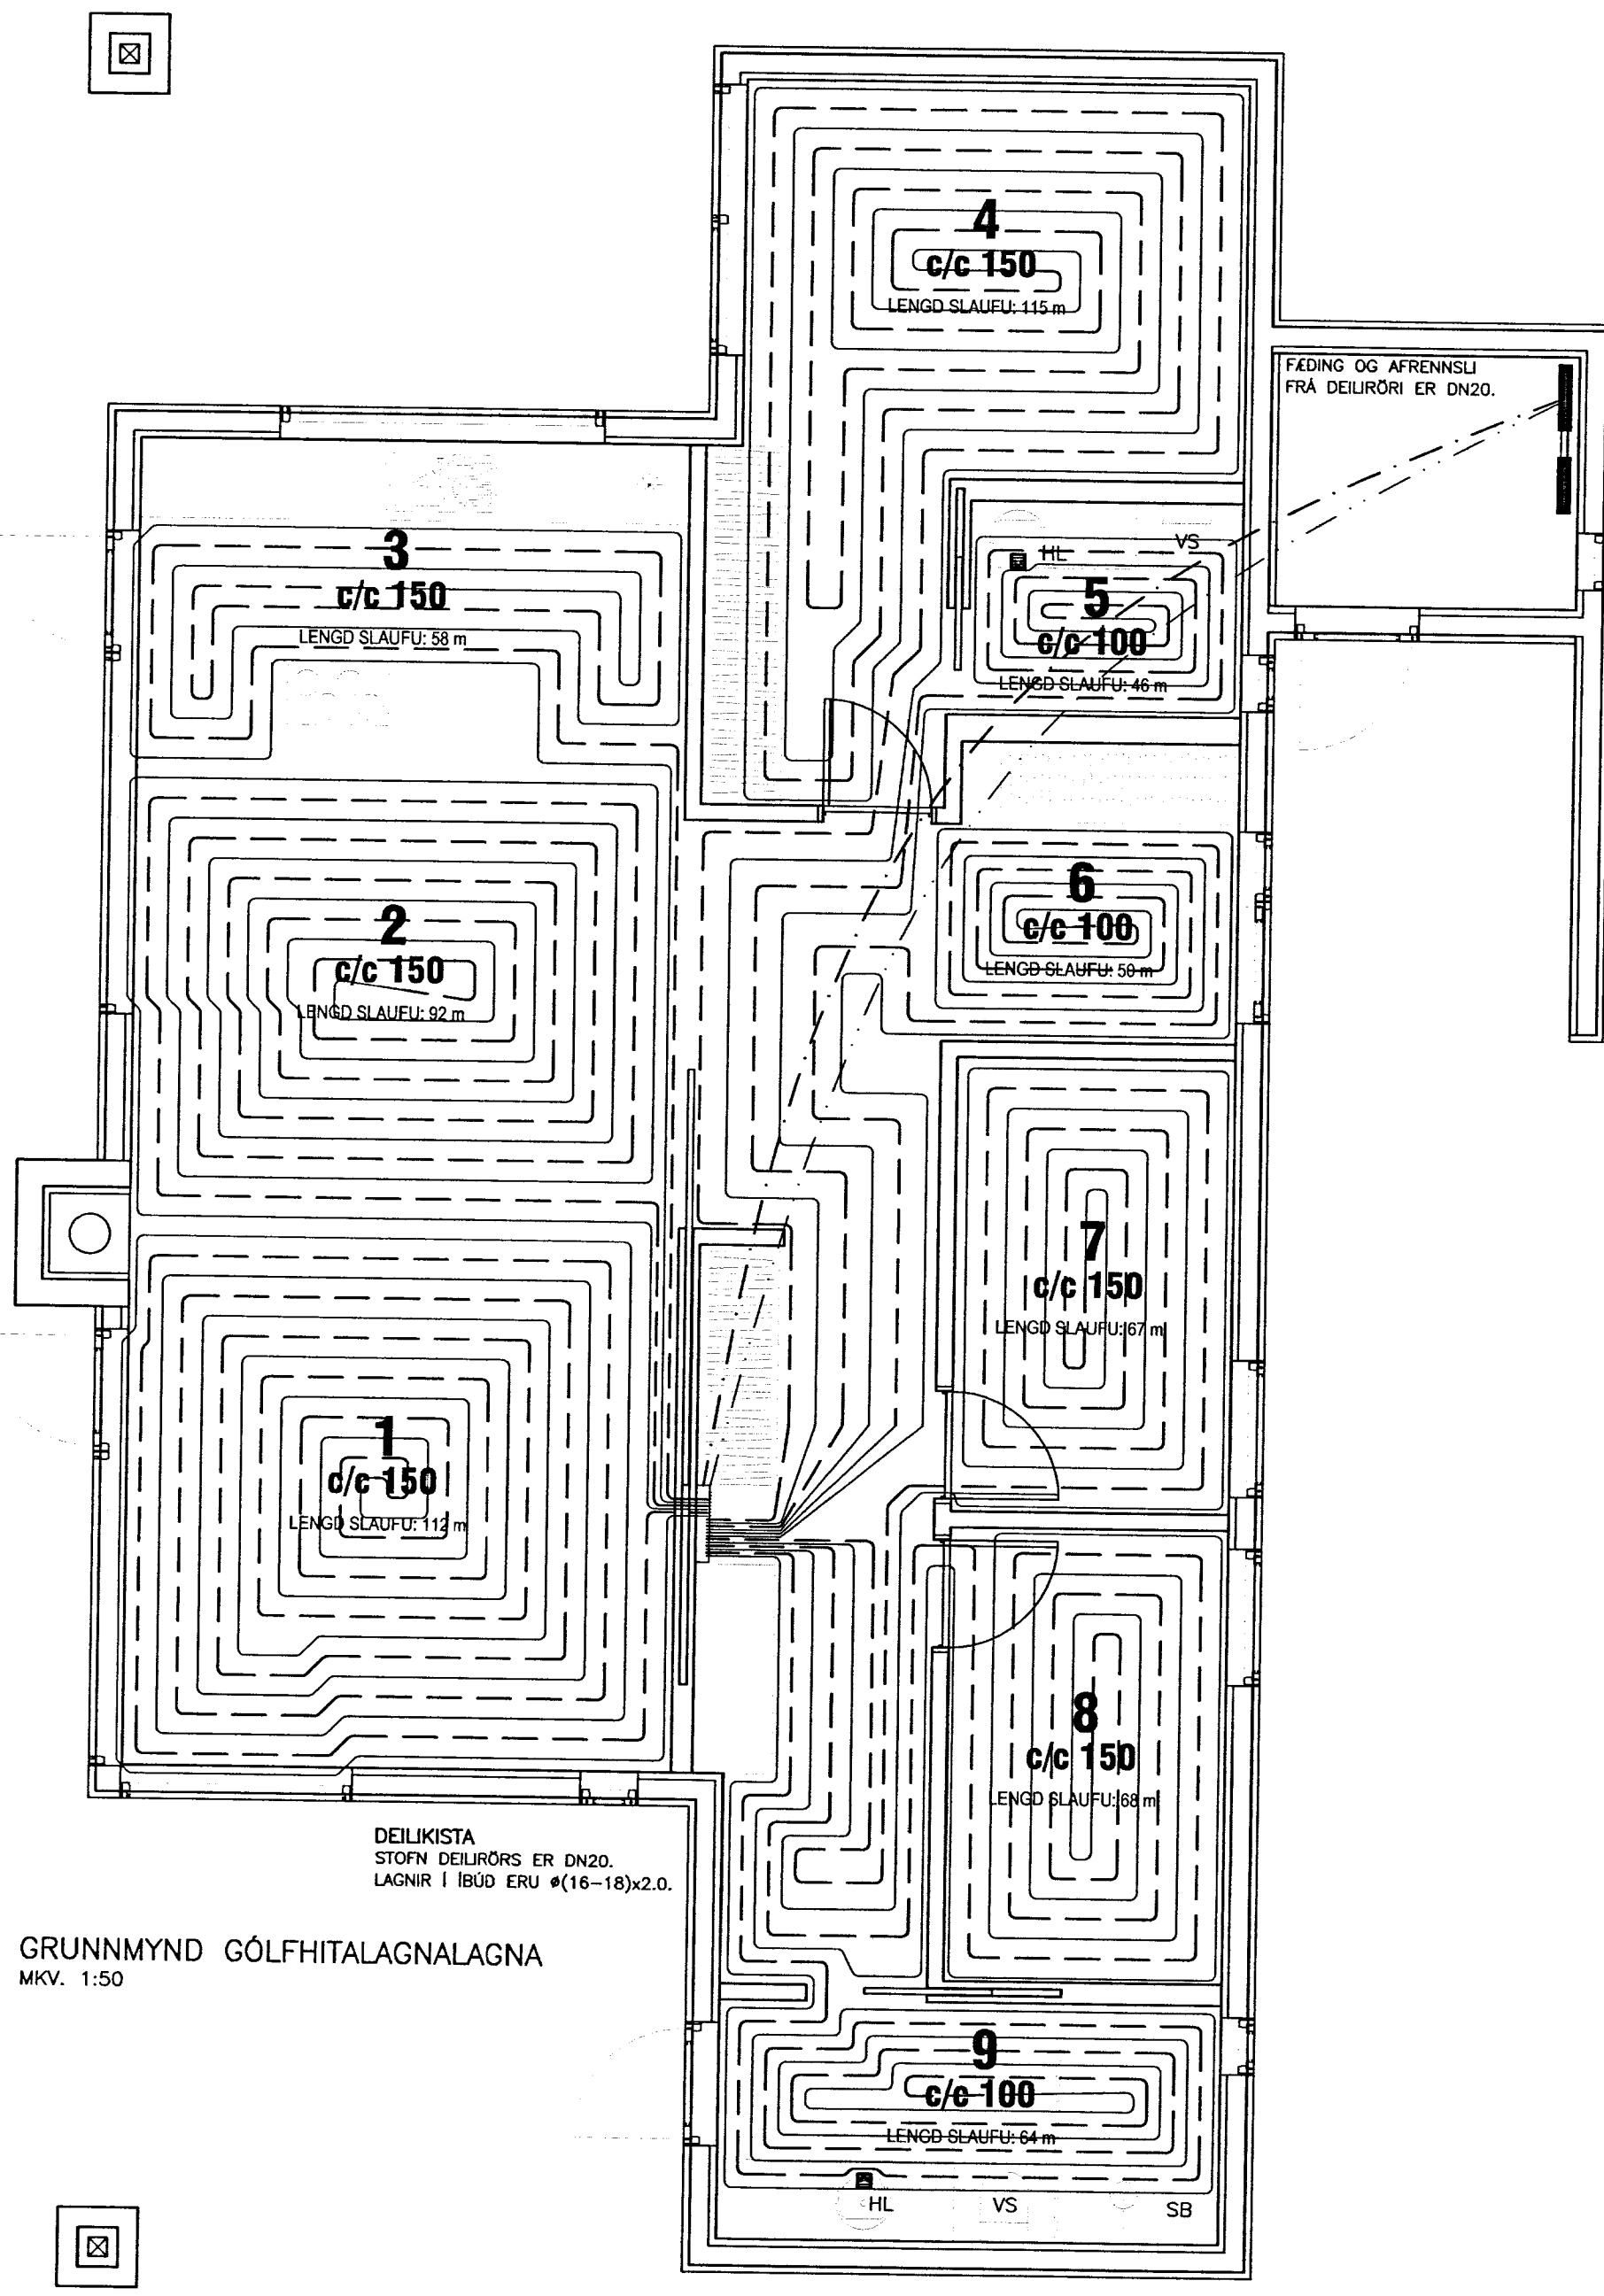 4
c/c 150
LENGD SLAUFU: 115 m
FÆDING OG AFRENNSLI
FRÁ DEILIRÖRI ER DN20.
3
c/c 150
LENGD SLAUFU: 58 m
HL
VS
5
c/c 100
LENGD SLAUFU: 46 m
6
c/c 100
LENGD SLAUFU: 50 m
2
c/c 150
LENGD SLAUFU: 92 m
7
c/c 150
LENGD SLAUFU: 67 m
1
c/c 150
LENGD SLAUFU: 112 m
8
c/c 150
LENGD SLAUFU: 68 m
DEILIKISTA
STOFN DEILIRÖRS ER DN20.
LAGNIR Í ÍBÚD ERU ø(16-18)x2.0.
GRUNNMYND GÓLFHITALAGNALAGNA
MKV. 1:50
9
c/c 100
LENGD SLAUFU: 64 m
HL
VS
SB